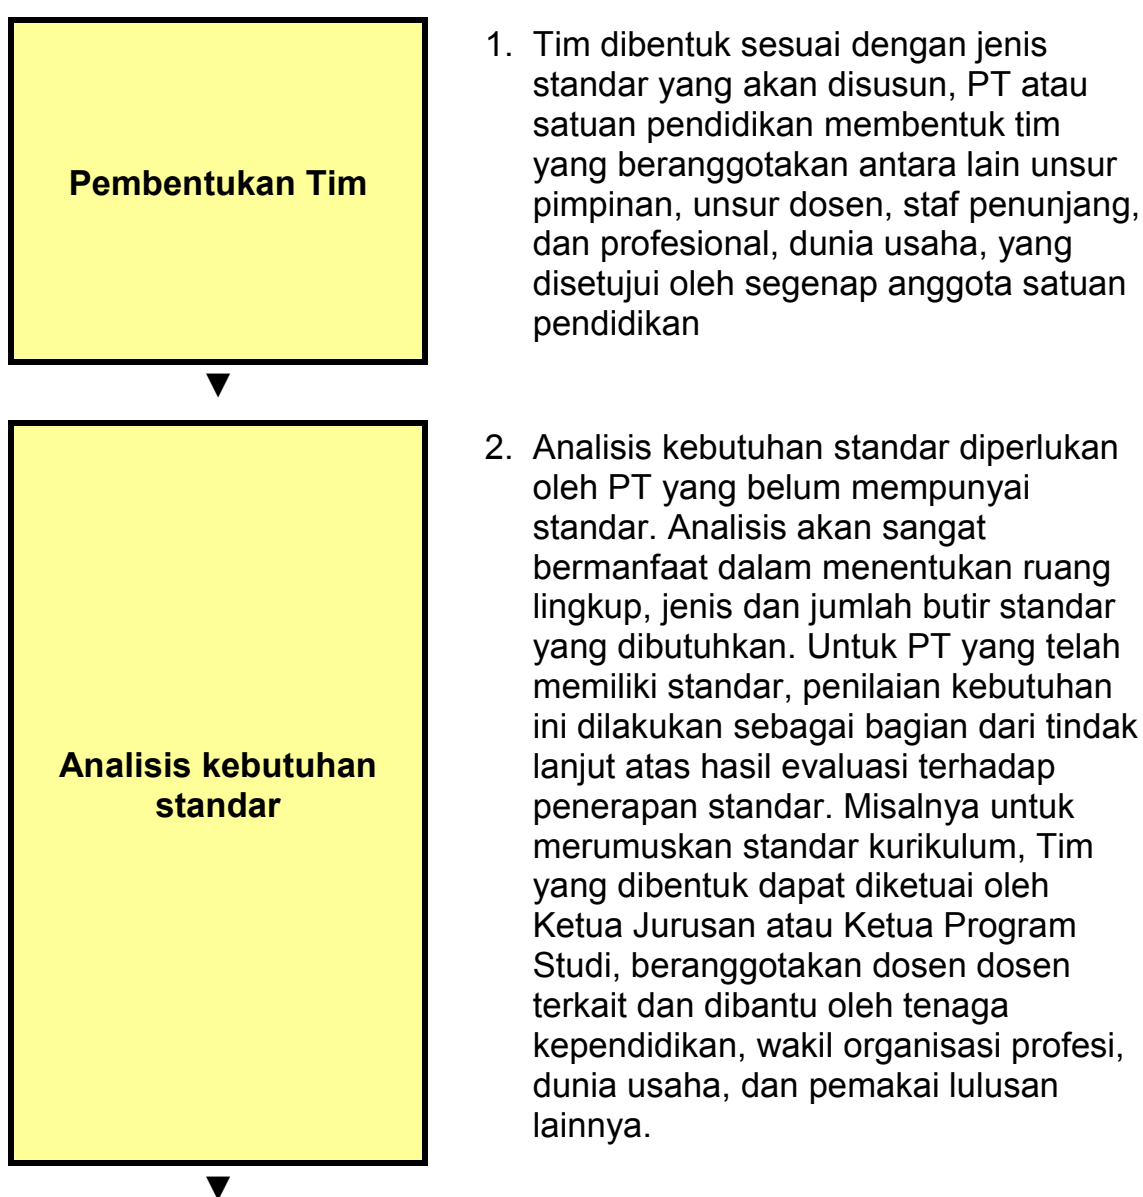 Pembentukan Tim
1. Tim dibentuk sesuai dengan jenis
standar yang akan disusun, PT atau
satuan pendidikan membentuk tim
yang beranggotakan antara lain unsur
pimpinan, unsur dosen, staf penunjang,
dan profesional, dunia usaha, yang
disetujui oleh segenap anggota satuan
pendidikan
▼
Analisis kebutuhan
standar
2. Analisis kebutuhan standar diperlukan
oleh PT yang belum mempunyai
standar. Analisis akan sangat
bermanfaat dalam menentukan ruang
lingkup, jenis dan jumlah butir standar
yang dibutuhkan. Untuk PT yang telah
memiliki standar, penilaian kebutuhan
ini dilakukan sebagai bagian dari tindak
lanjut atas hasil evaluasi terhadap
penerapan standar. Misalnya untuk
merumuskan standar kurikulum, Tim
yang dibentuk dapat diketuai oleh
Ketua Jurusan atau Ketua Program
Studi, beranggotakan dosen dosen
terkait dan dibantu oleh tenaga
kependidikan, wakil organisasi profesi,
dunia usaha, dan pemakai lulusan
lainnya.
▼